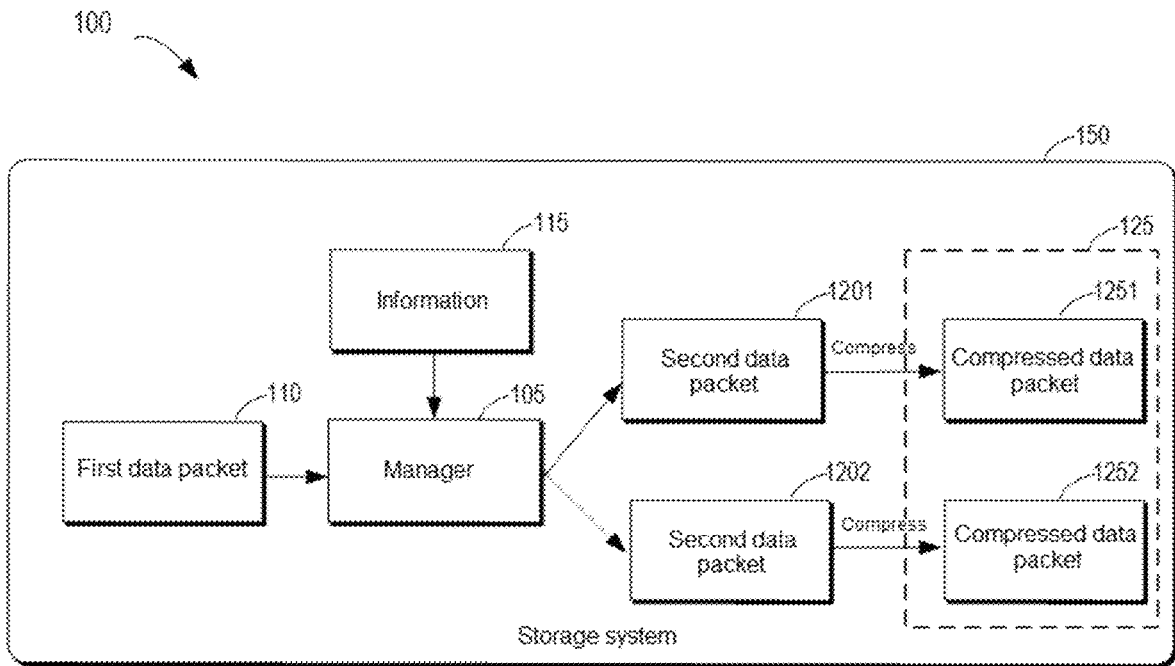 100
150
115
Information
125
1201
Second data
packet
Compress
1251
Compressed data
packet
110
First data packet
105
Manager
1202
Second data
packet
Compress
1252
Compressed data
packet
Storage system